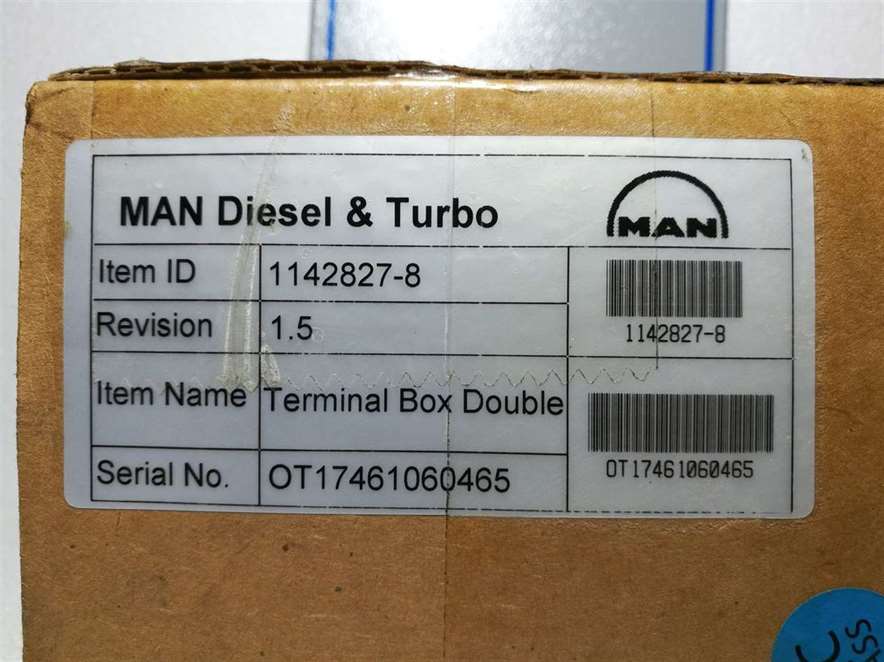 MAN Diesel & Turbo
MAN
Item ID 1142827-8
1142827-8
Revision 1.5
Item Name Terminal Box Double
Serial No. OT17461060465
OT17461060465